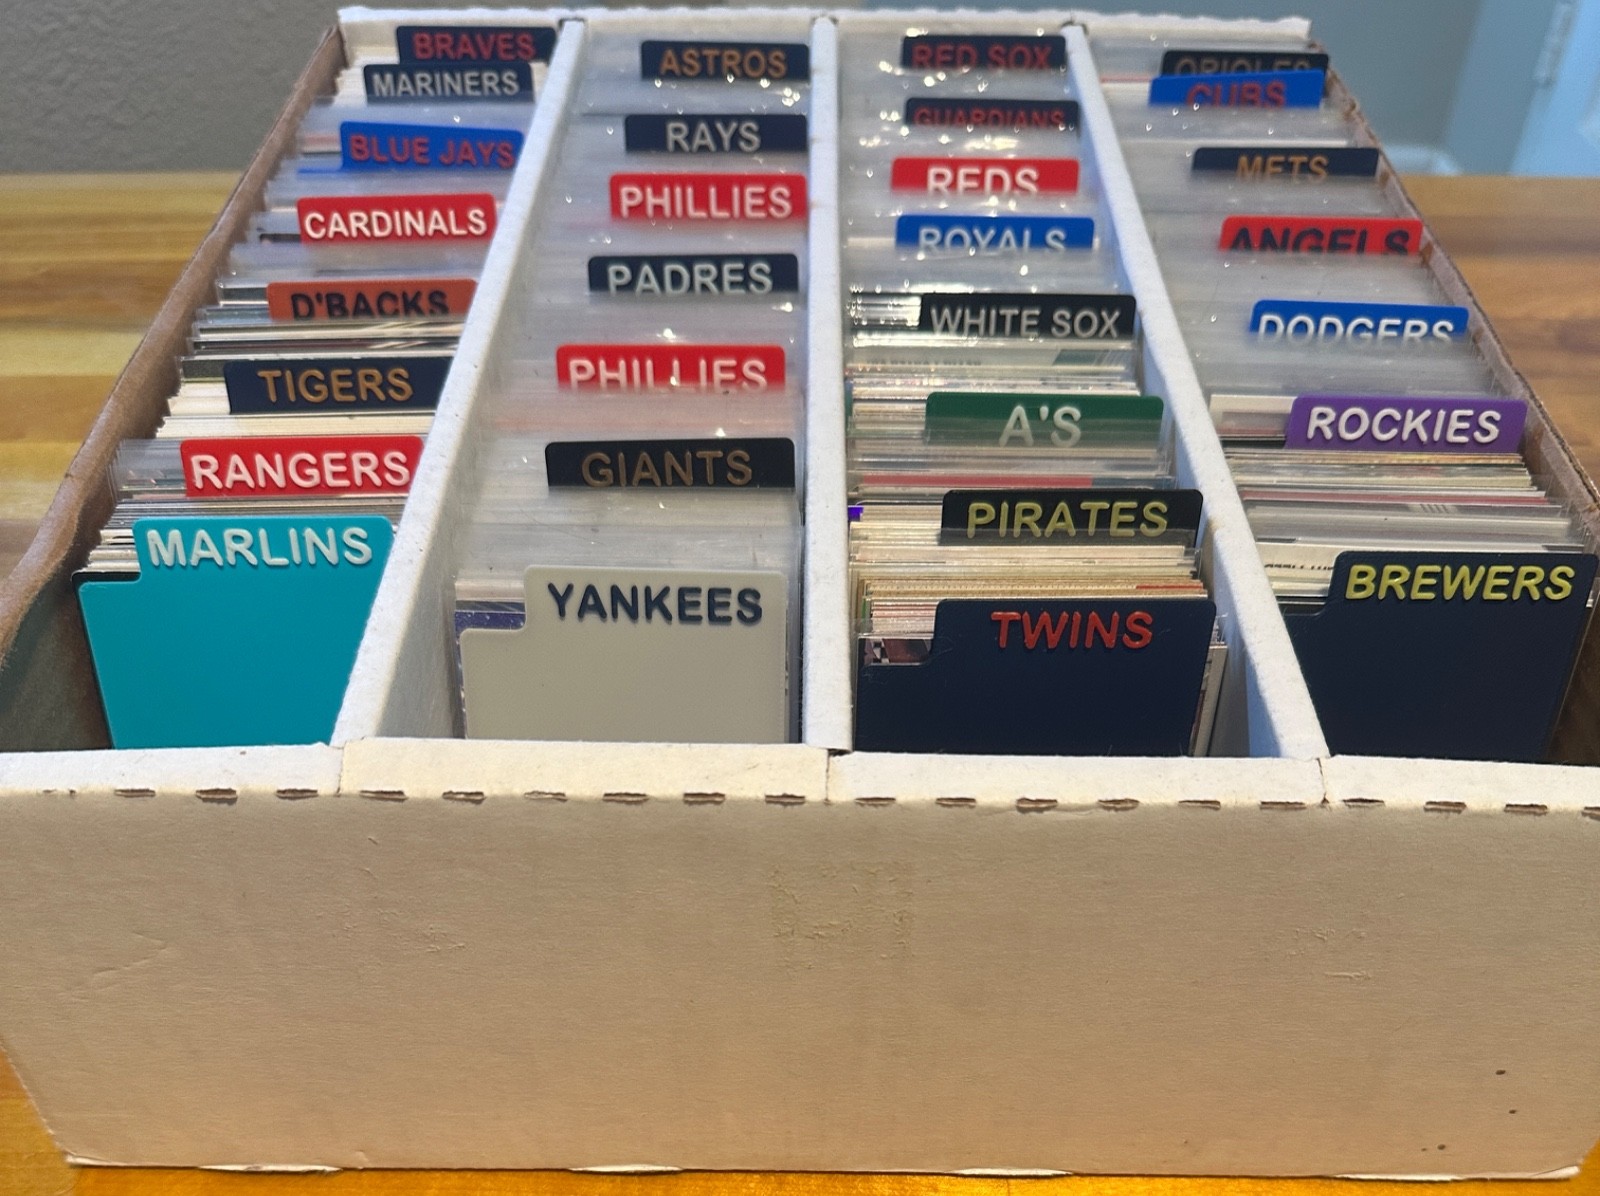 BRAVES
MARINERS
BLUE JAYS
CARDINALS
D'BACKS
TIGERS
RANGERS
MARLINS
ASTROS
RAYS
PHILLIES
PADRES
PHILLIES
GIANTS
YANKEES
RED SOX
GUARDIANS
REDS
ROYALS
WHITE SOX
A'S
PIRATES
TWINS
ORIOLES
CUBS
METS
ANGELS
DODGERS
ROCKIES
BREWERS